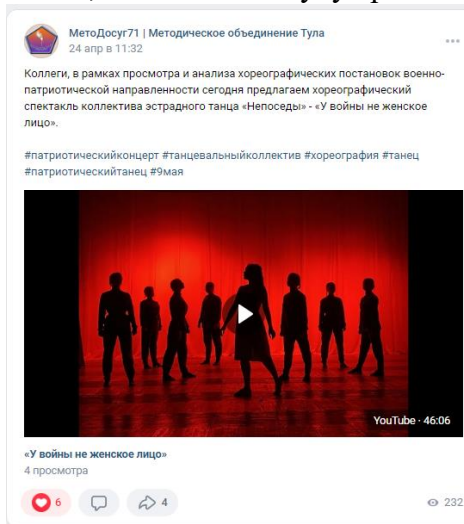 МетоДосуг71 | Методическое объединение Тула
24 апр в 11:32
Коллеги, в рамках просмотра и анализа хореографических постановок военно-
патриотической направленности сегодня предлагаем хореографический
спектакль коллектива эстрадного танца «Непоседы» - «У войны не женское
лицо».
#патриотическийконцерт #танцевальныйколлектив #хореография #танец
#патриотическийтанец #9мая
YouTube · 46:06
«У войны не женское лицо»
4 просмотра
6 4 232